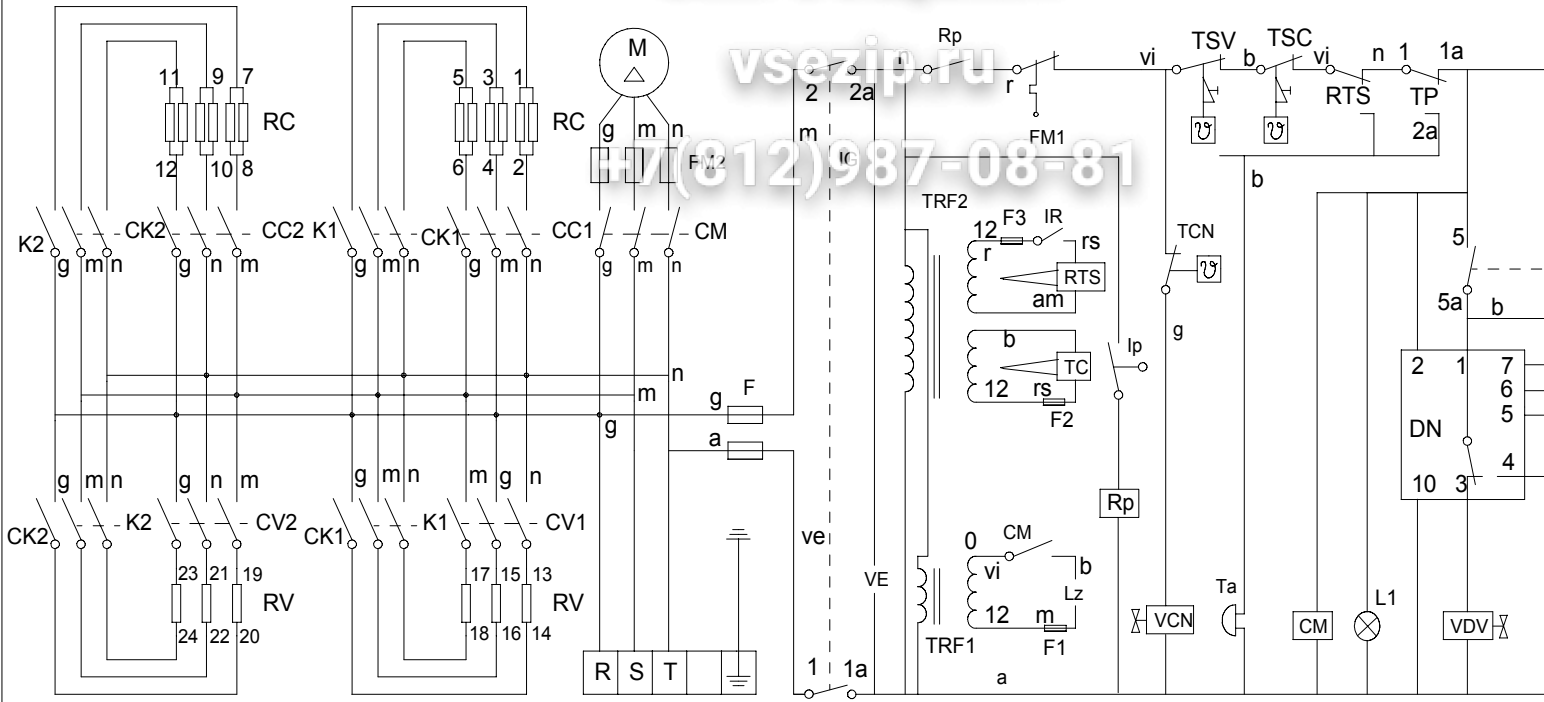 M
Rp
vi TSV b TSC vi n 1 1a
vsezip.ru
11 9 7 5 3 1
2 2a r RTS TP
RC RC g m n m FM1 2a
12 10 8 6 4 2
FM2 IG
+7(812)987-08-81
b
TRF2
K2 CK2 CC2 K1 CK1 CC1 CM
12 F3 IR TCN 5
g m n g n m g m n g m n g m n
r rs
RTS
am
5a b
b Ip g
TC 2 1 7
n 12 rs 6
m g F F2 5
g a DN
g m n g n m g m n m g n 10 3 4
Rp
CK2 K2 CV2 CK1 K1 CV1
ve 0 CM
vi b
23 21 19 17 15 13 VE Lz Ta
RV RV 12 m VCN CM L1 VDV
24 22 20 18 16 14 TRF1 F1
R S T 1 1a a